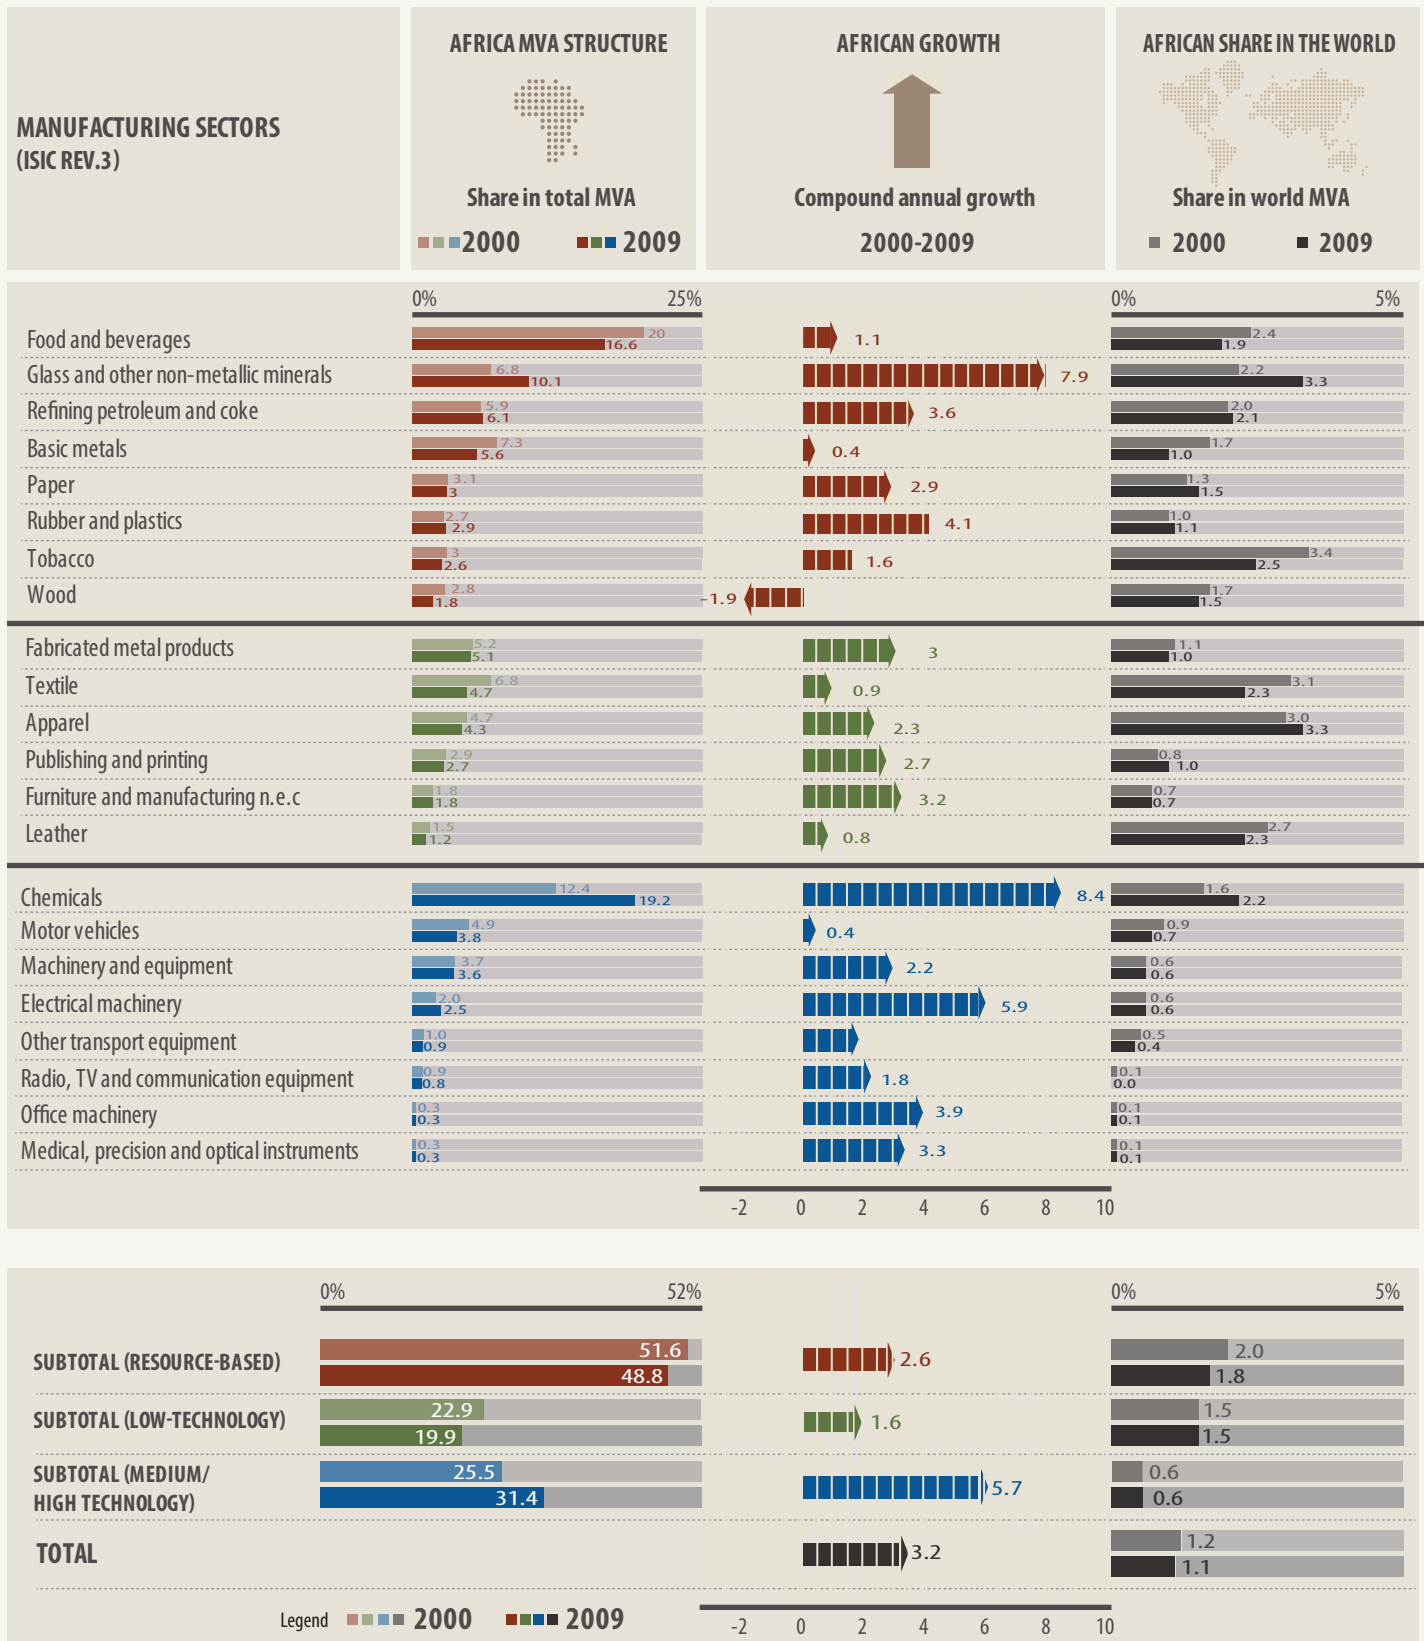 MANUFACTURING SECTORS
(ISIC REV.3)
AFRICA MVA STRUCTURE
Share in total MVA
2000 2009
AFRICAN GROWTH
Compound annual growth
2000-2009
AFRICAN SHARE IN THE WORLD
Share in world MVA
2000 2009
0% 25% 0% 5%
Food and beverages 20 16.6 1.1 2.4 1.9
Glass and other non-metallic minerals 6.8 10.1 7.9 2.2 3.3
Refining petroleum and coke 5.9 6.1 3.6 2.0 2.1
Basic metals 7.3 5.6 0.4 1.7 1.0
Paper 3.1 3 2.9 1.3 1.5
Rubber and plastics 2.7 2.9 4.1 1.0 1.1
Tobacco 3 2.6 1.6 3.4 2.5
Wood 2.8 1.8 -1.9 1.7 1.5
Fabricated metal products 5.2 5.1 3 1.1 1.0
Textile 6.8 4.7 0.9 3.1 2.3
Apparel 4.7 4.3 2.3 3.0 3.3
Publishing and printing 2.9 2.7 2.7 0.8 1.0
Furniture and manufacturing n.e.c 1.8 1.8 3.2 0.7 0.7
Leather 1.5 1.2 0.8 2.7 2.3
Chemicals 12.4 19.2 8.4 1.6 2.2
Motor vehicles 4.9 3.8 0.4 0.9 0.7
Machinery and equipment 3.7 3.6 2.2 0.6 0.6
Electrical machinery 2.0 2.5 5.9 0.6 0.6
Other transport equipment 1.0 0.9 0.5 0.4
Radio, TV and communication equipment 0.9 0.8 1.8 0.1 0.0
Office machinery 0.3 0.3 3.9 0.1 0.1
Medical, precision and optical instruments 0.3 0.3 3.3 0.1 0.1
-2 0 2 4 6 8 10
0% 52% 0% 5%
SUBTOTAL (RESOURCE-BASED) 51.6 48.8 2.6 2.0 1.8
SUBTOTAL (LOW-TECHNOLOGY) 22.9 19.9 1.6 1.5 1.5
SUBTOTAL (MEDIUM/
HIGH TECHNOLOGY) 25.5 31.4 5.7 0.6 0.6
TOTAL 3.2 1.2 1.1
Legend 2000 2009
-2 0 2 4 6 8 10